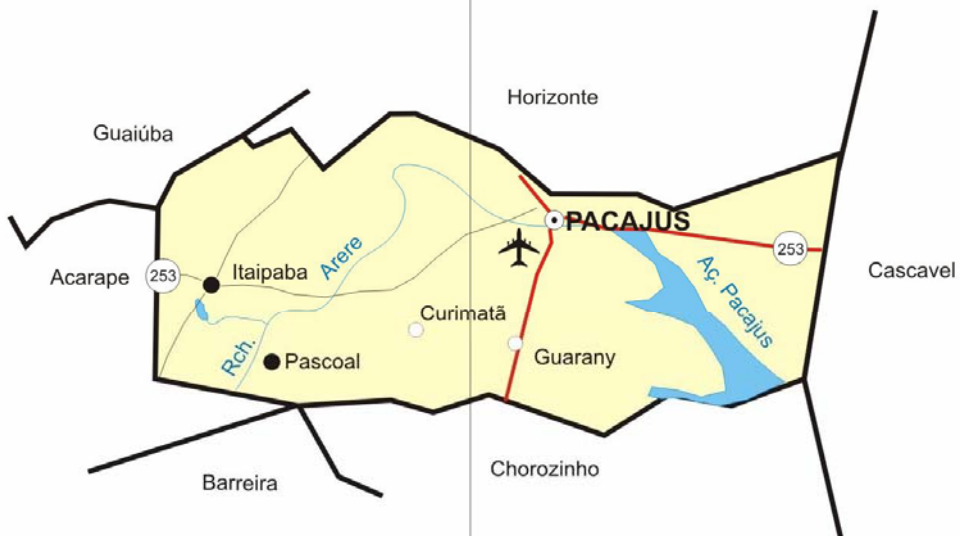 Horizonte
Guaiúba
PACAJUS
253
Acarape
253
Itaipaba
Arere
Aç. Pacajus
Cascavel
Curimatã
Rch.
Pascoal
Guarany
Chorozinho
Barreira